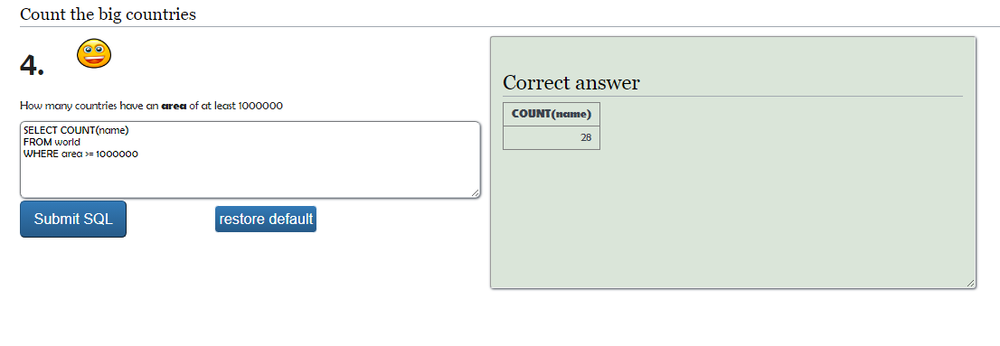 Count the big countries
4.
How many countries have an area of at least 1000000
SELECT COUNT(name)
FROM world
WHERE area >= 1000000
Submit SQL
restore default
Correct answer
COUNT(name)
28